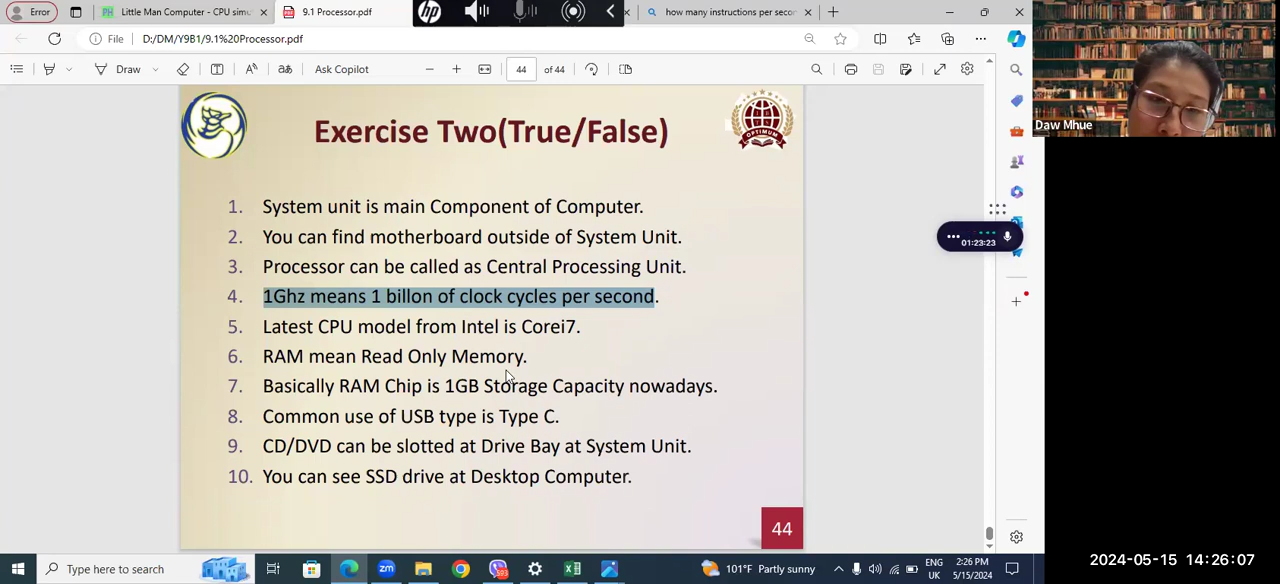 Error
Little Man Computer - CPU simu
9.1 Processor.pdf
how many instructions per secon
File
D:/DM/Y9B1/9.1%20Processor.pdf
Draw
Ask Copilot
44
of 44
Exercise Two(True/False)
OPTIMUM
1. System unit is main Component of Computer.
2. You can find motherboard outside of System Unit.
3. Processor can be called as Central Processing Unit.
4. 1Ghz means 1 billon of clock cycles per second.
5. Latest CPU model from Intel is Corei7.
6. RAM mean Read Only Memory.
7. Basically RAM Chip is 1GB Storage Capacity nowadays.
8. Common use of USB type is Type C.
9. CD/DVD can be slotted at Drive Bay at System Unit.
10. You can see SSD drive at Desktop Computer.
44
Daw Mhue
01:23:23
Type here to search
zm
593
101°F Partly sunny
ENG
UK
2:26 PM
5/15/2024
2024-05-15 14:26:07